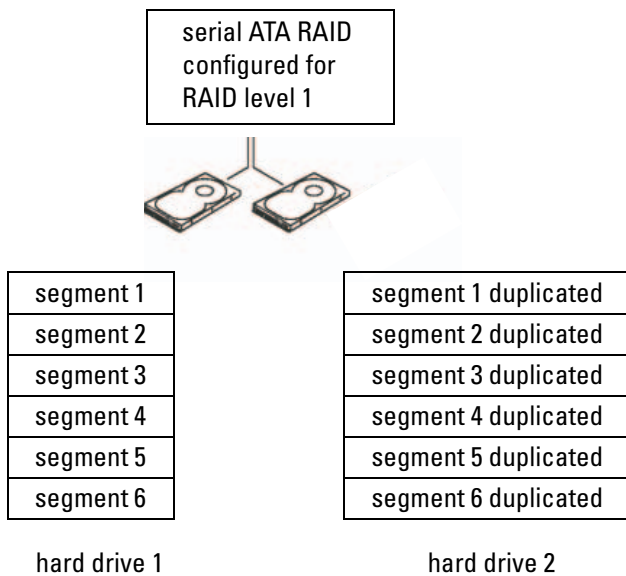 serial ATA RAID
configured for
RAID level 1
segment 1
segment 1 duplicated
segment 2
segment 2 duplicated
segment 3
segment 3 duplicated
segment 4
segment 4 duplicated
segment 5
segment 5 duplicated
segment 6
segment 6 duplicated
hard drive 1
hard drive 2